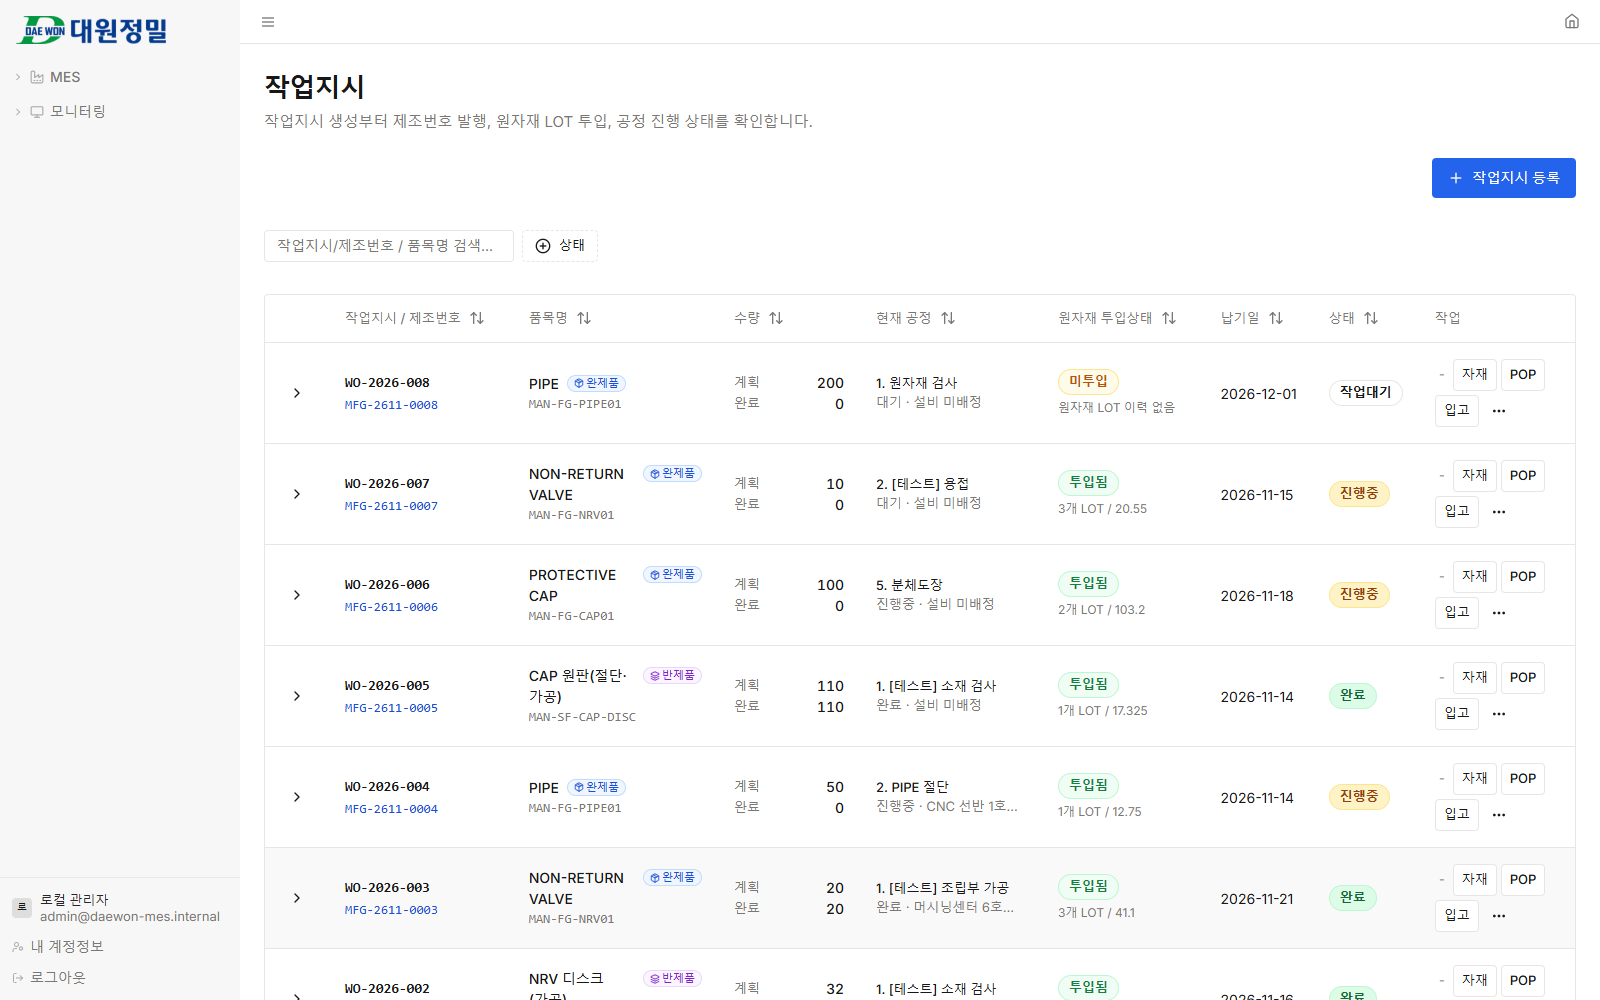 DAE WON 대원정밀
MES
모니터링
로
로컬 관리자
admin@daewon-mes.internal
내 계정정보
로그아웃
작업지시
작업지시 생성부터 제조번호 발행, 원자재 LOT 투입, 공정 진행 상태를 확인합니다.
작업지시 등록
작업지시/제조번호 / 품목명 검색...
상태
작업지시 / 제조번호 품목명 수량 현재 공정 원자재 투입상태 납기일 상태 작업
WO-2026-008
MFG-2611-0008
PIPE 완제품
MAN-FG-PIPE01
계획 200
완료 0
1. 원자재 검사
대기 · 설비 미배정
미투입
원자재 LOT 이력 없음
2026-12-01
작업대기
- 자재 POP
입고 ...
WO-2026-007
MFG-2611-0007
NON-RETURN 완제품
VALVE
MAN-FG-NRV01
계획 10
완료 0
2. [테스트] 용접
대기 · 설비 미배정
투입됨
3개 LOT / 20.55
2026-11-15
진행중
- 자재 POP
입고 ...
WO-2026-006
MFG-2611-0006
PROTECTIVE 완제품
CAP
MAN-FG-CAP01
계획 100
완료 0
5. 분체도장
진행중 · 설비 미배정
투입됨
2개 LOT / 103.2
2026-11-18
진행중
- 자재 POP
입고 ...
WO-2026-005
MFG-2611-0005
CAP 원판(절단· 반제품
가공)
MAN-SF-CAP-DISC
계획 110
완료 110
1. [테스트] 소재 검사
완료 · 설비 미배정
투입됨
1개 LOT / 17.325
2026-11-14
완료
- 자재 POP
입고 ...
WO-2026-004
MFG-2611-0004
PIPE 완제품
MAN-FG-PIPE01
계획 50
완료 0
2. PIPE 절단
진행중 · CNC 선반 1호...
투입됨
1개 LOT / 12.75
2026-11-14
진행중
- 자재 POP
입고 ...
WO-2026-003
MFG-2611-0003
NON-RETURN 완제품
VALVE
MAN-FG-NRV01
계획 20
완료 20
1. [테스트] 조립부 가공
완료 · 머시닝센터 6호...
투입됨
3개 LOT / 41.1
2026-11-21
완료
- 자재 POP
입고 ...
WO-2026-002
NRV 디스크 반제품
(가공)
계획 32
1. [테스트] 소재 검사
투입됨
2026-11-16
완료
- 자재 POP